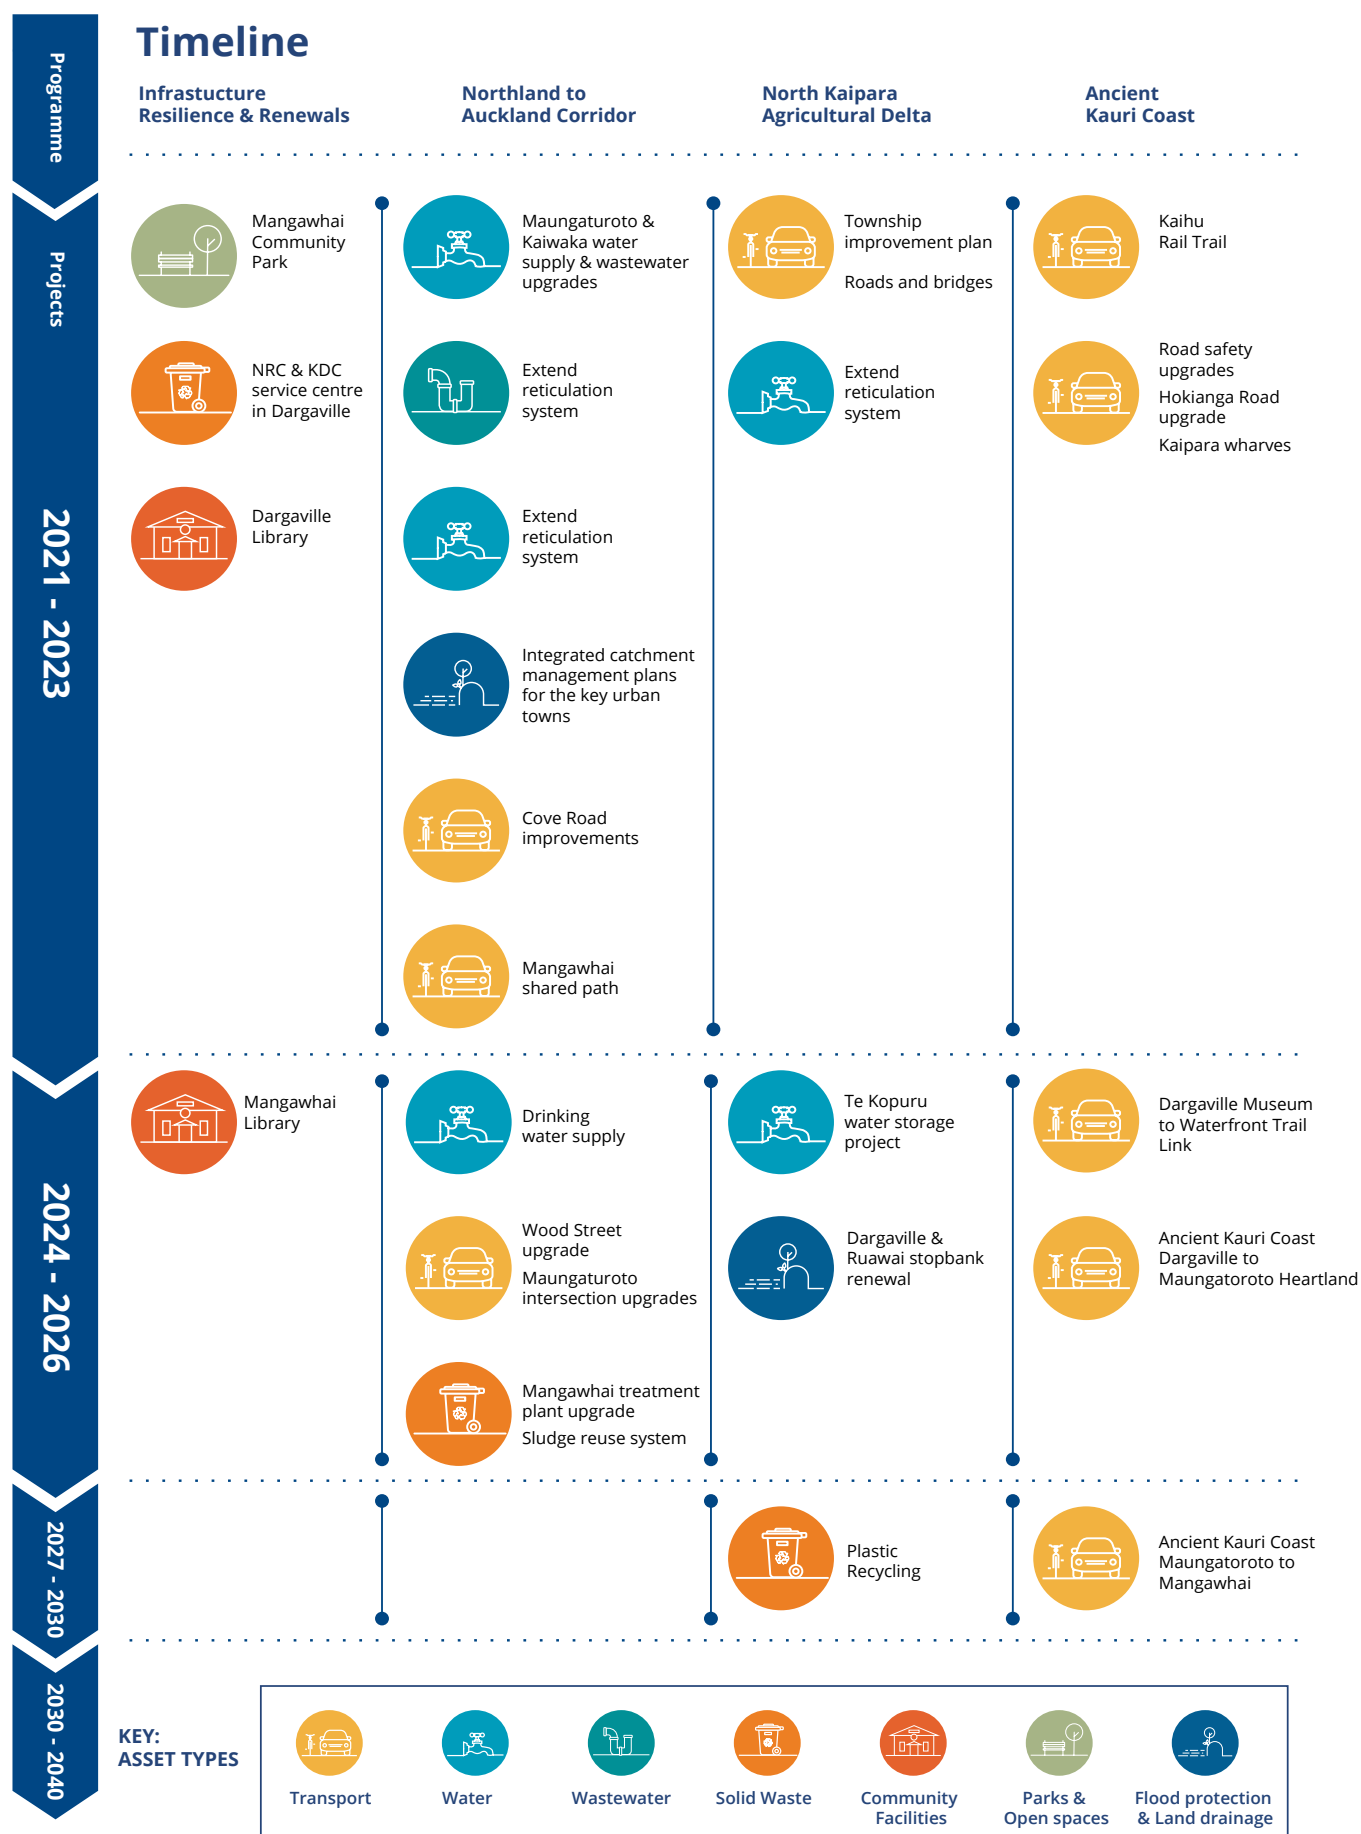 Timeline
Programme
Infrastucture
Resilience & Renewals
Northland to
Auckland Corridor
North Kaipara
Agricultural Delta
Ancient
Kauri Coast
Projects
2021 - 2023
Mangawhai
Community
Park
NRC & KDC
service centre
in Dargaville
Dargaville
Library
Maungaturoto &
Kaiwaka water
supply & wastewater
upgrades
Extend
reticulation
system
Extend
reticulation
system
Integrated catchment
management plans
for the key urban
towns
Cove Road
improvements
Mangawhai
shared path
Township
improvement plan
Roads and bridges
Extend
reticulation
system
Kaihu
Rail Trail
Road safety
upgrades
Hokianga Road
upgrade
Kaipara wharves
2024 - 2026
Mangawhai
Library
Drinking
water supply
Wood Street
upgrade
Maungaturoto
intersection upgrades
Mangawhai treatment
plant upgrade
Sludge reuse system
Te Kopuru
water storage
project
Dargaville &
Ruawai stopbank
renewal
Dargaville Museum
to Waterfront Trail
Link
Ancient Kauri Coast
Dargaville to
Maungatoroto Heartland
2027 - 2030
Plastic
Recycling
Ancient Kauri Coast
Maungatoroto to
Mangawhai
2030 - 2040
KEY:
ASSET TYPES
Transport
Water
Wastewater
Solid Waste
Community
Facilities
Parks &
Open spaces
Flood protection
& Land drainage